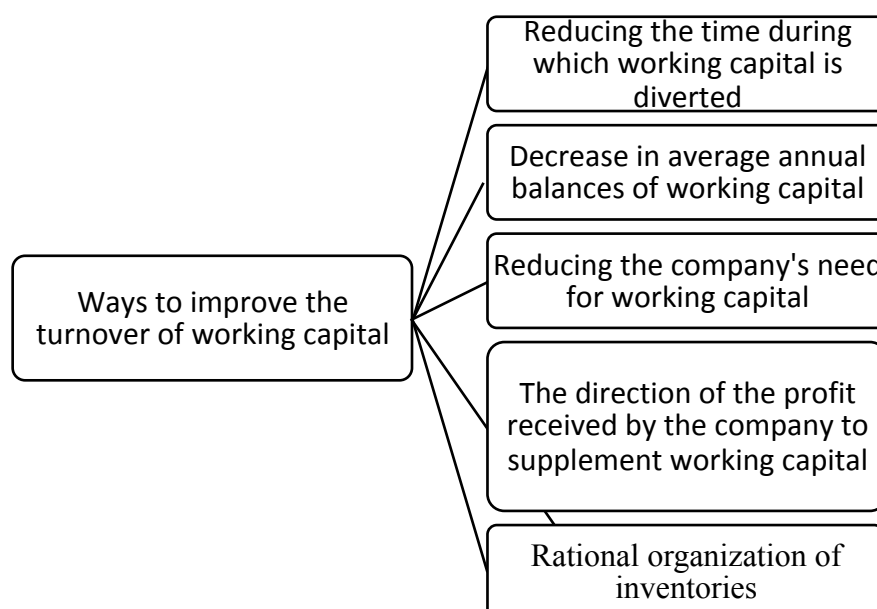 Reducing the time during
which working capital is
diverted
Decrease in average annual
balances of working capital
Reducing the company's need
for working capital
Ways to improve the
turnover of working capital
The direction of the profit
received by the company to
supplement working capital
Rational organization of
inventories